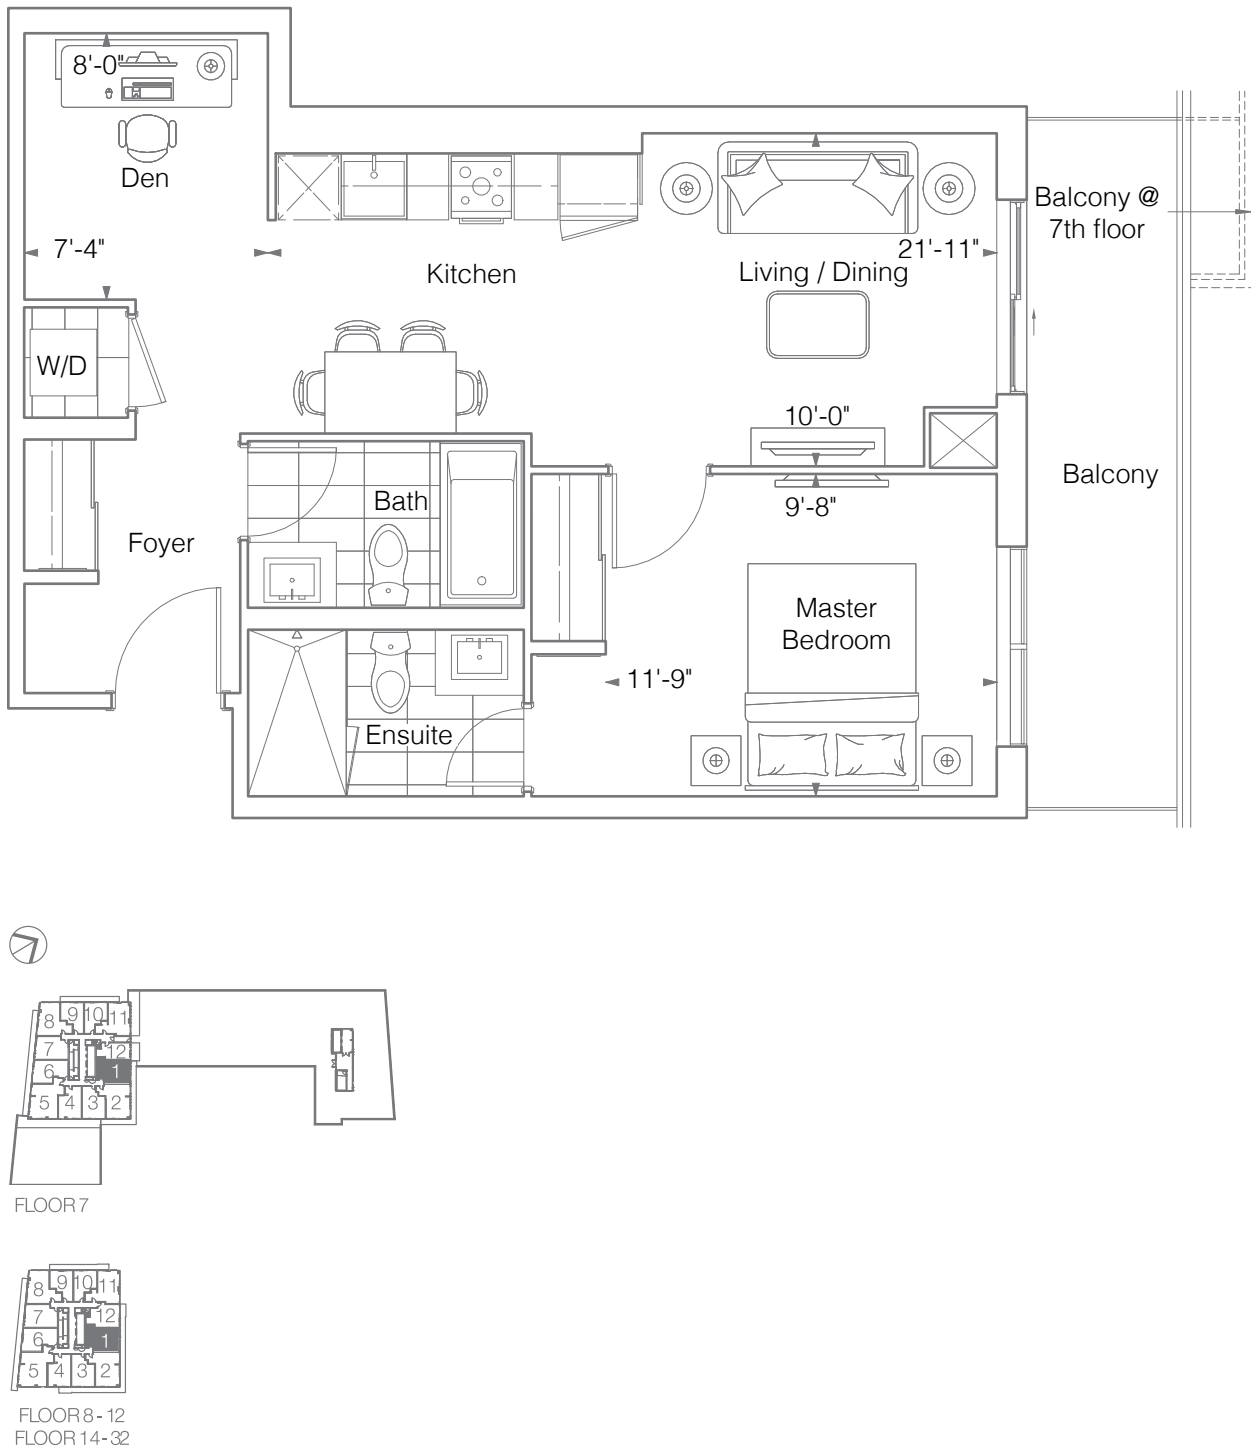 8'-0"
Den
7'-4"
Kitchen
21'-11"
Living / Dining
Balcony @
7th floor
W/D
10'-0"
Bath
9'-8"
Balcony
Foyer
Master
Bedroom
11'-9"
Ensuite
8 9 10 11
7 12
6 1
5 4 3 2
FLOOR 7
8 9 10 11
7 12
6 1
5 4 3 2
FLOOR 8 - 12
FLOOR 14 - 32